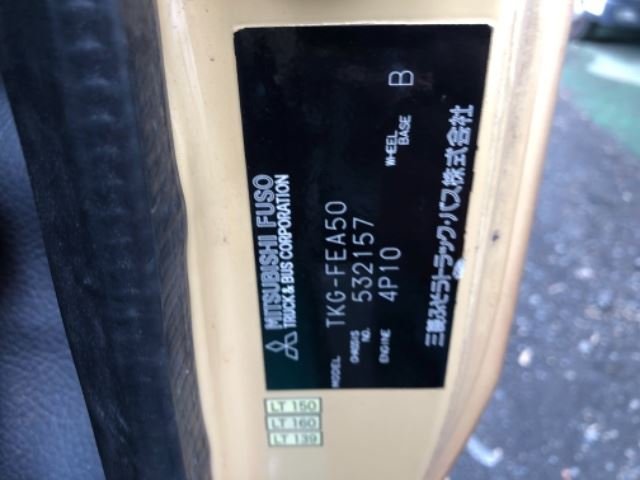 MITSUBISHI FUSO
TRUCK & BUS CORPORATION
MODEL TKG-FEA50
CHASSIS NO. 532157
ENGINE 4P10
WHEEL BASE B
三菱ふそうトラック・バス株式会社
LT 150
LT 160
LT 139